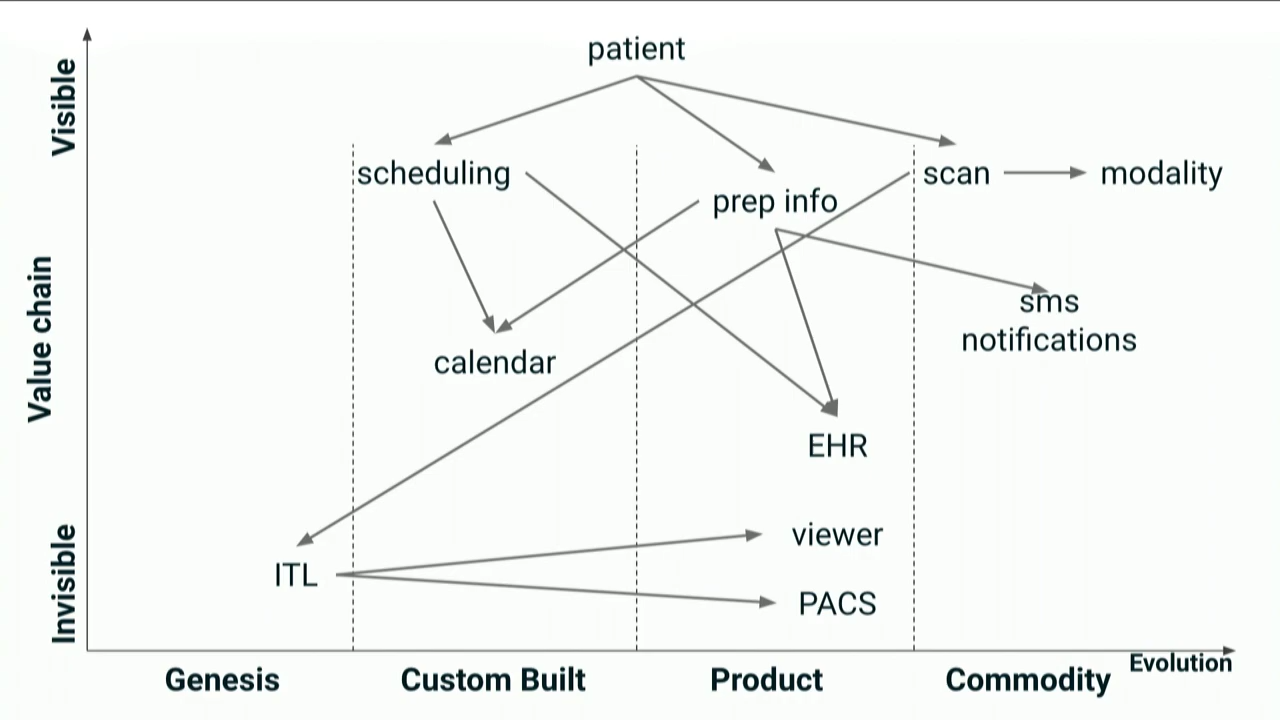 patient
Visible
scheduling
scan
modality
prep info
sms
notifications
Value chain
calendar
EHR
viewer
Invisible
ITL
PACS
Evolution
Genesis
Custom Built
Product
Commodity